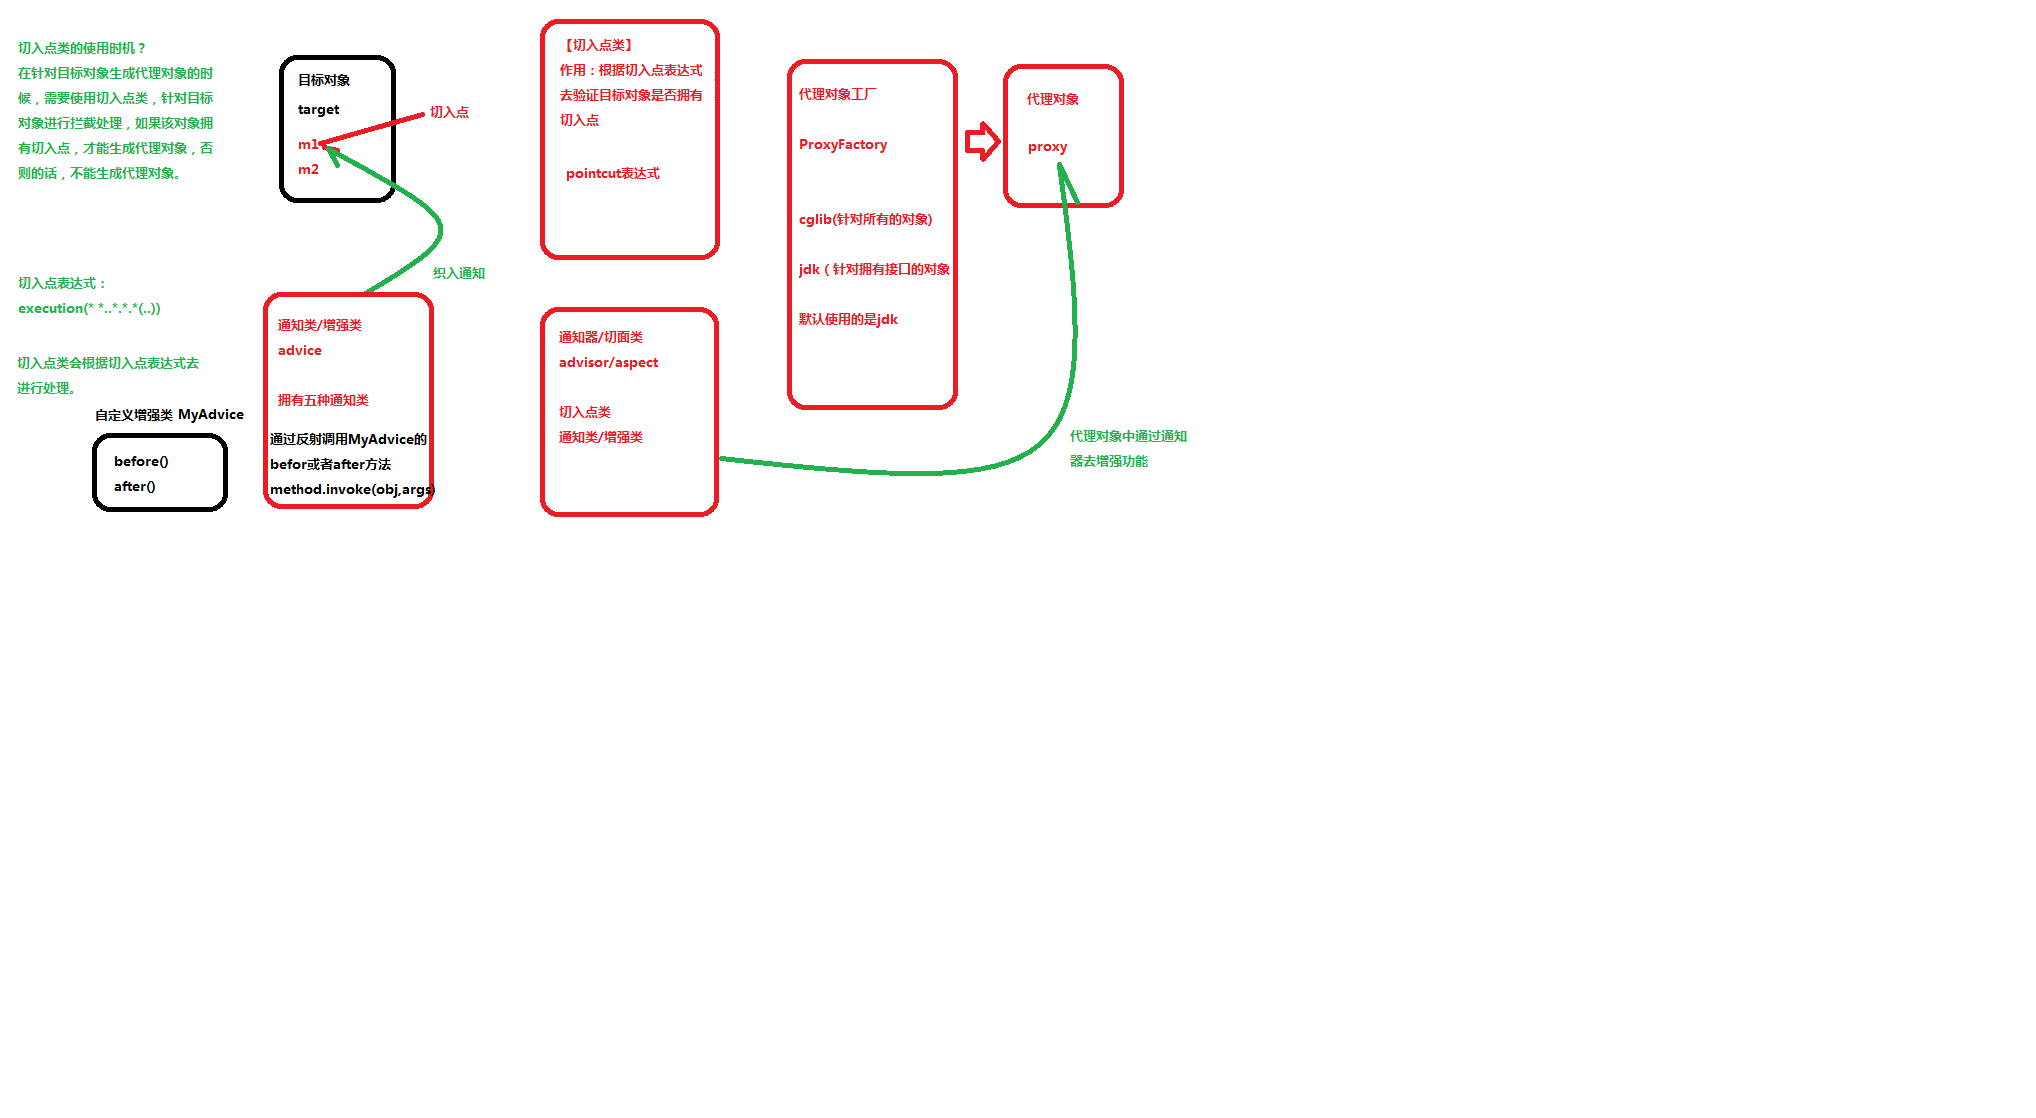 切入点类的使用时机？
在针对目标对象生成代理对象的时
候，需要使用切入点类，针对目标
对象进行拦截处理，如果该对象拥
有切入点，才能生成代理对象，否
则的话，不能生成代理对象。
切入点表达式：
execution(* *..*.*.*(..))
切入点类会根据切入点表达式去
进行处理。
自定义增强类 MyAdvice
before()
after()
目标对象
target
m1
m2
切入点
织入通知
通知类/增强类
advice
拥有五种通知类
通过反射调用MyAdvice的
befor或者after方法
method.invoke(obj,args)
【切入点类】
作用：根据切入点表达式
去验证目标对象是否拥有
切入点
pointcut表达式
通知器/切面类
advisor/aspect
切入点类
通知类/增强类
代理对象工厂
ProxyFactory
cglib(针对所有的对象)
jdk（针对拥有接口的对象
默认使用的是jdk
代理对象
proxy
代理对象中通过通知
器去增强功能